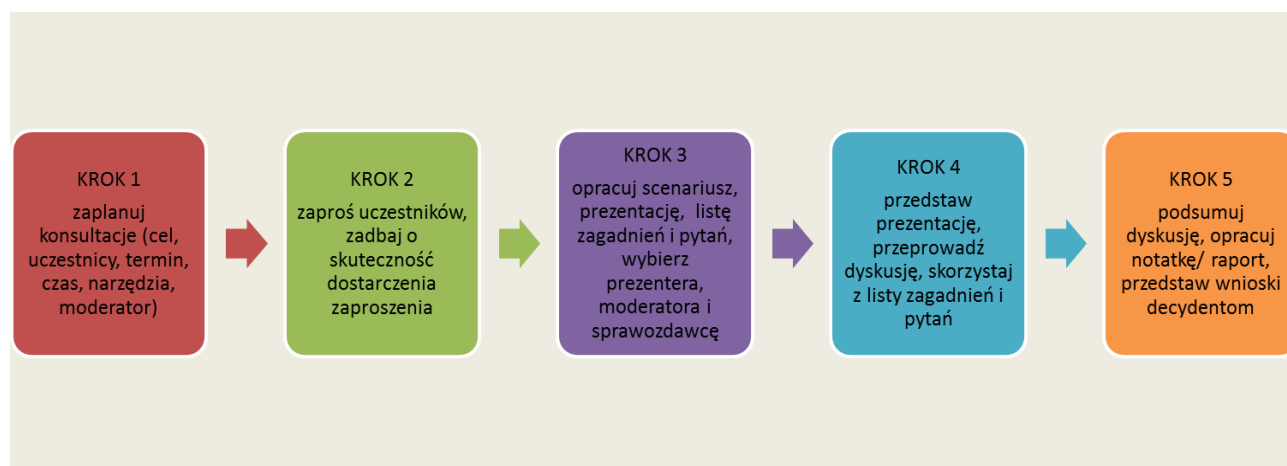 KROK 1
zaplanuj
konsultacje (cel,
uczestnicy, termin,
czas, narzędzia,
moderator)
KROK 2
zaproś uczestników,
zadbaj o
skuteczność
dostarczenia
zaproszenia
KROK 3
opracuj scenariusz,
prezentację, listę
zagadnień i pytań,
wybierz
prezentera,
moderatora i
sprawozdawcę
KROK 4
przedstaw
prezentację,
przeprowadź
dyskusję, skorzystaj
z listy zagadnień i
pytań
KROK 5
podsumuj
dyskusję, opracuj
notatkę/ raport,
przedstaw wnioski
decydentom